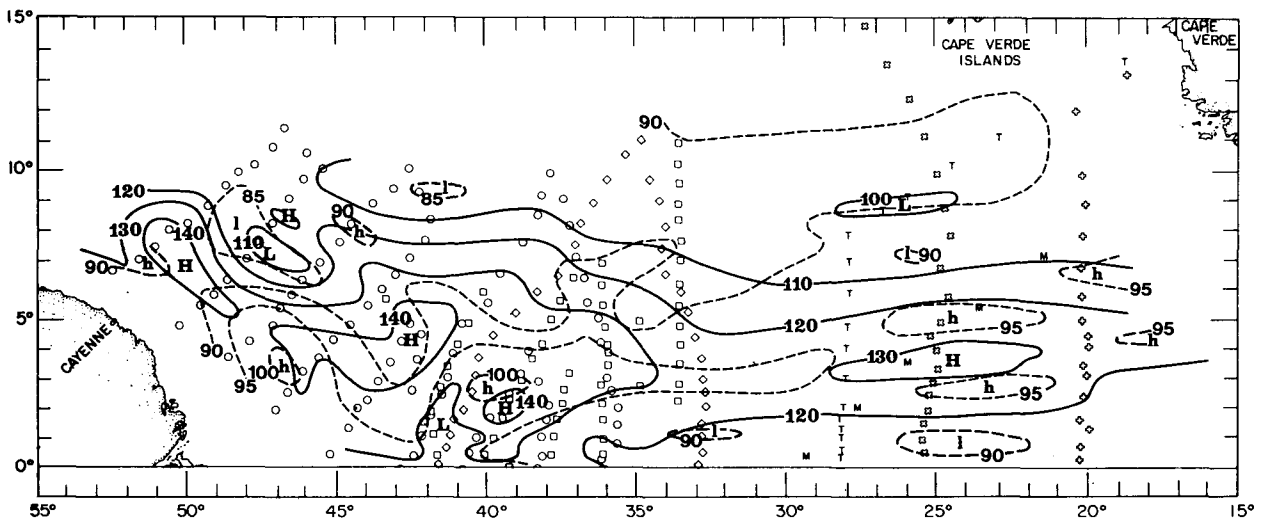 15°
CAPE VERDE
ISLANDS
T
CAPE
VERDE
T
90
T
10°
T
120
85
l
85
100
L
130
140
l
H
90
h
T
110
L
l
90
M
h
90
h
H
T
110
h
95
T
5°
140
H
120
h
M
95
95
h
CAYENNE
90
T
130
M
H
100
h
95
100
h
T
h
95
H
140
120
T
M
L
T
90
l
T
l
T
90
M
T
0°
55°
50°
45°
40°
35°
30°
25°
20°
15°